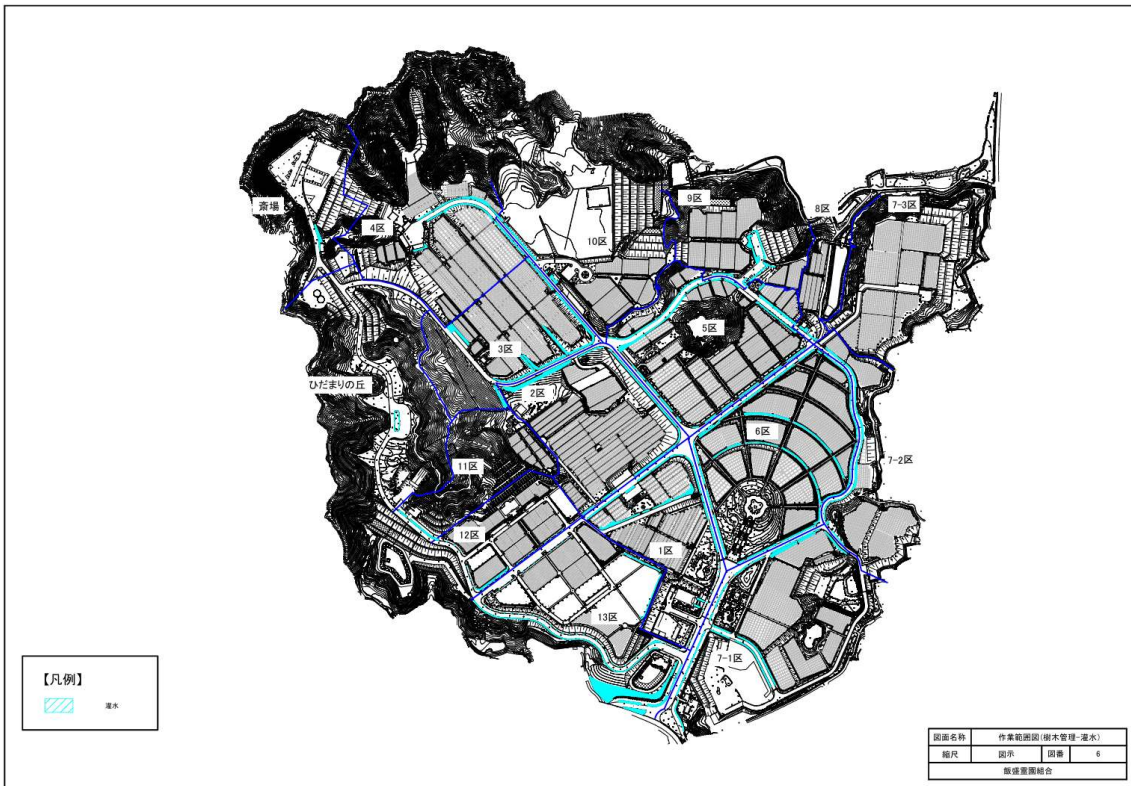 斎場
4区
10区
9区
8区
7-3区
5区
3区
2区
ひだまりの丘
6区
7-2区
11区
12区
1区
13区
7-1区
【凡例】
灌水
図面名称 作業範囲図(樹木管理-灌水)
縮尺 図示 図番 6
飯盛霊園組合